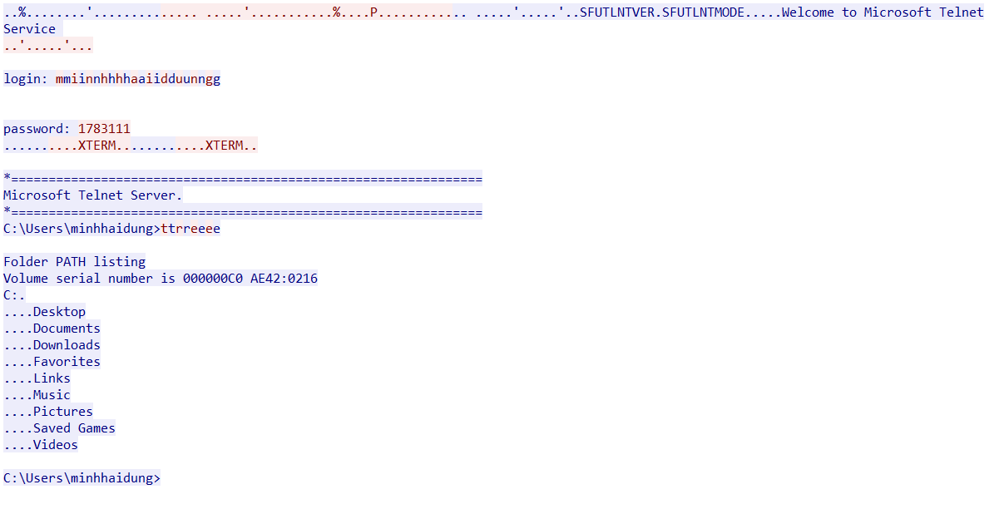 ..%........'.............. .....'...........%....P............. .....'.....'..SFUTLNTVER.SFUTLNTMODE.....Welcome to Microsoft Telnet
Service
..'.....'...
login: mmiinnhhhhaaiidduunngg
password: 1783111
..........XTERM............XTERM..
*===============================================================
Microsoft Telnet Server.
*===============================================================
C:\Users\minhhaidung>ttrreeee
Folder PATH listing
Volume serial number is 000000C0 AE42:0216
C:.
....Desktop
....Documents
....Downloads
....Favorites
....Links
....Music
....Pictures
....Saved Games
....Videos
C:\Users\minhhaidung>